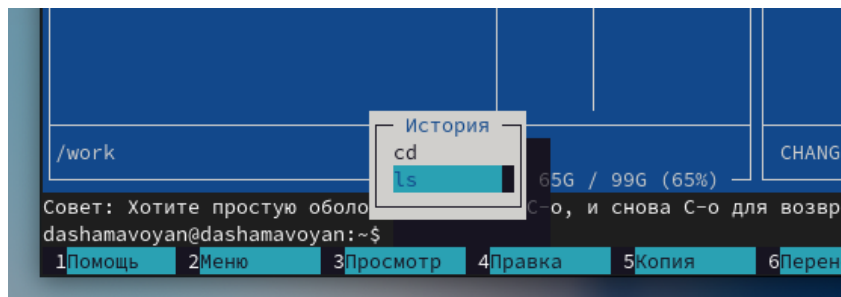 История
cd
ls
/work
65G / 99G (65%)
CHANG
Совет: Хотите простую оболо С-о, и снова С-о для возвр
dashamavoyan@dashamavoyan:~$
1Помощь 2Меню 3Просмотр 4Правка 5Копия 6Перен